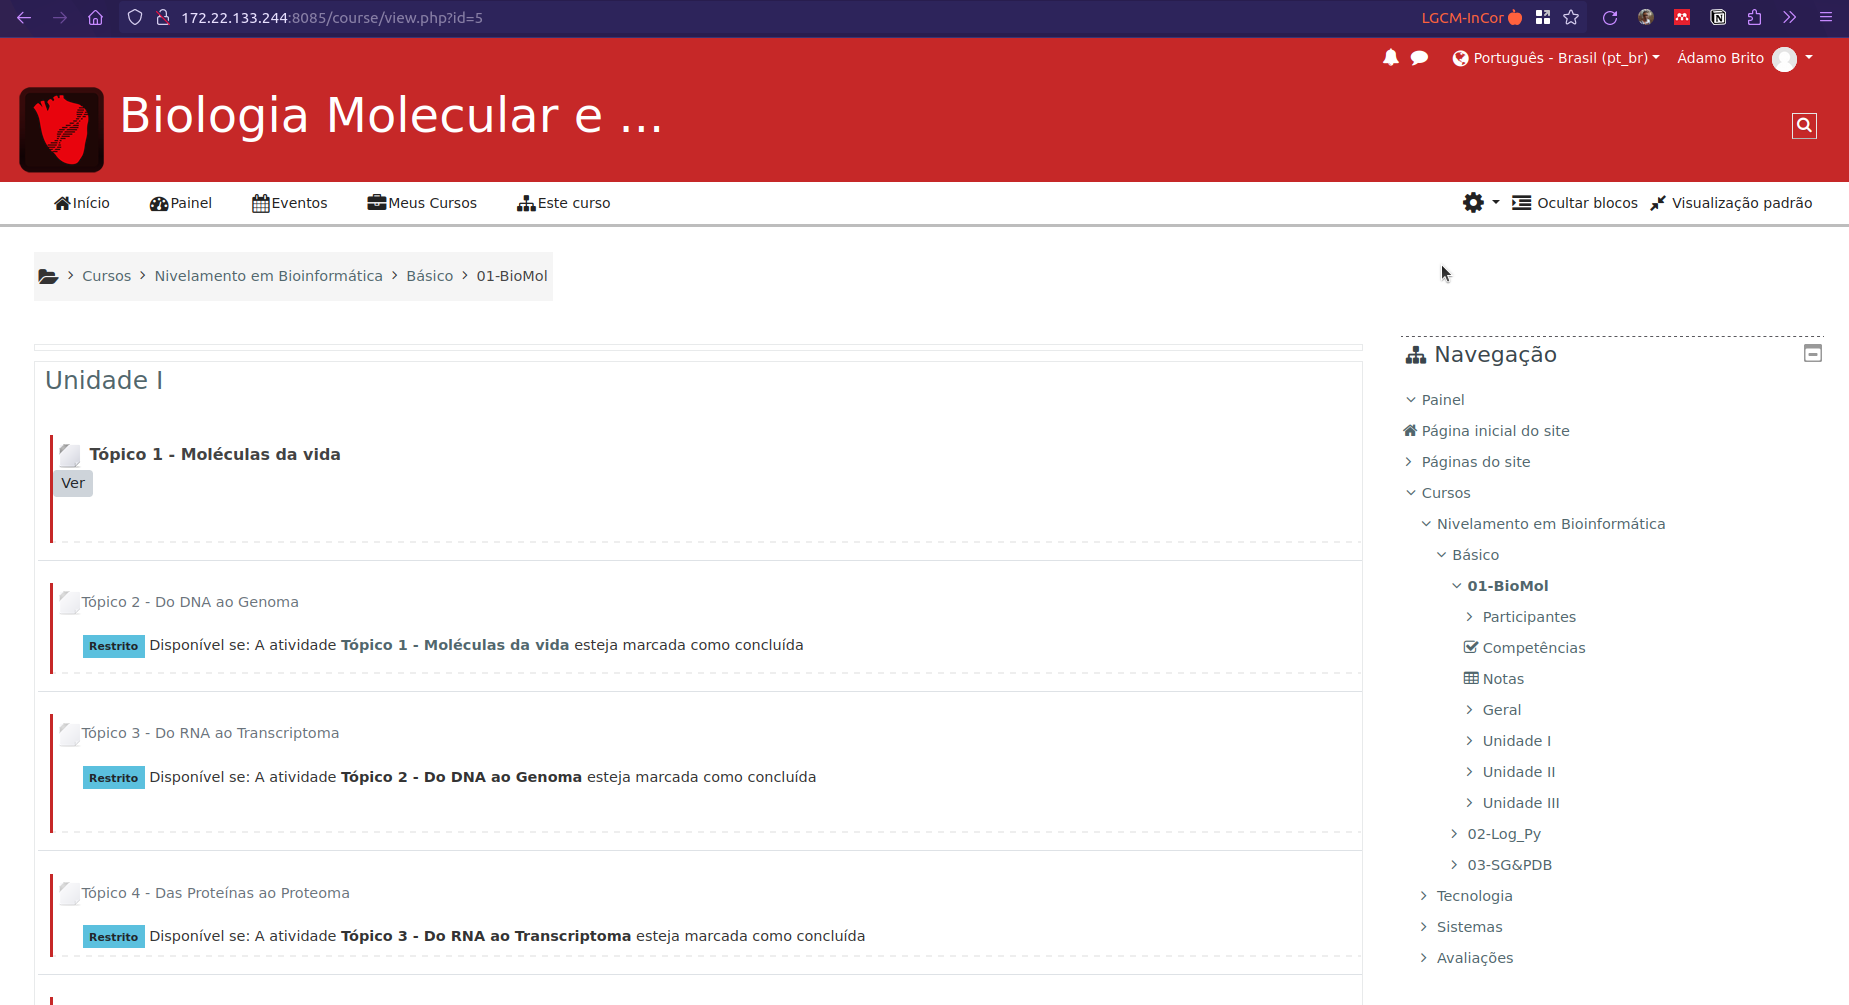 172.22.133.244:8085/course/view.php?id=5
LGCM-InCor
Português - Brasil (pt_br)
Ádamo Brito
Biologia Molecular e ...
Início
Painel
Eventos
Meus Cursos
Este curso
Ocultar blocos
Visualização padrão
Cursos
Nivelamento em Bioinformática
Básico
01-BioMol
Unidade I
Tópico 1 - Moléculas da vida
Ver
Tópico 2 - Do DNA ao Genoma
Restrito Disponível se: A atividade Tópico 1 - Moléculas da vida esteja marcada como concluída
Tópico 3 - Do RNA ao Transcriptoma
Restrito Disponível se: A atividade Tópico 2 - Do DNA ao Genoma esteja marcada como concluída
Tópico 4 - Das Proteínas ao Proteoma
Restrito Disponível se: A atividade Tópico 3 - Do RNA ao Transcriptoma esteja marcada como concluída
Navegação
Painel
Página inicial do site
Páginas do site
Cursos
Nivelamento em Bioinformática
Básico
01-BioMol
Participantes
Competências
Notas
Geral
Unidade I
Unidade II
Unidade III
02-Log_Py
03-SG&PDB
Tecnologia
Sistemas
Avaliações